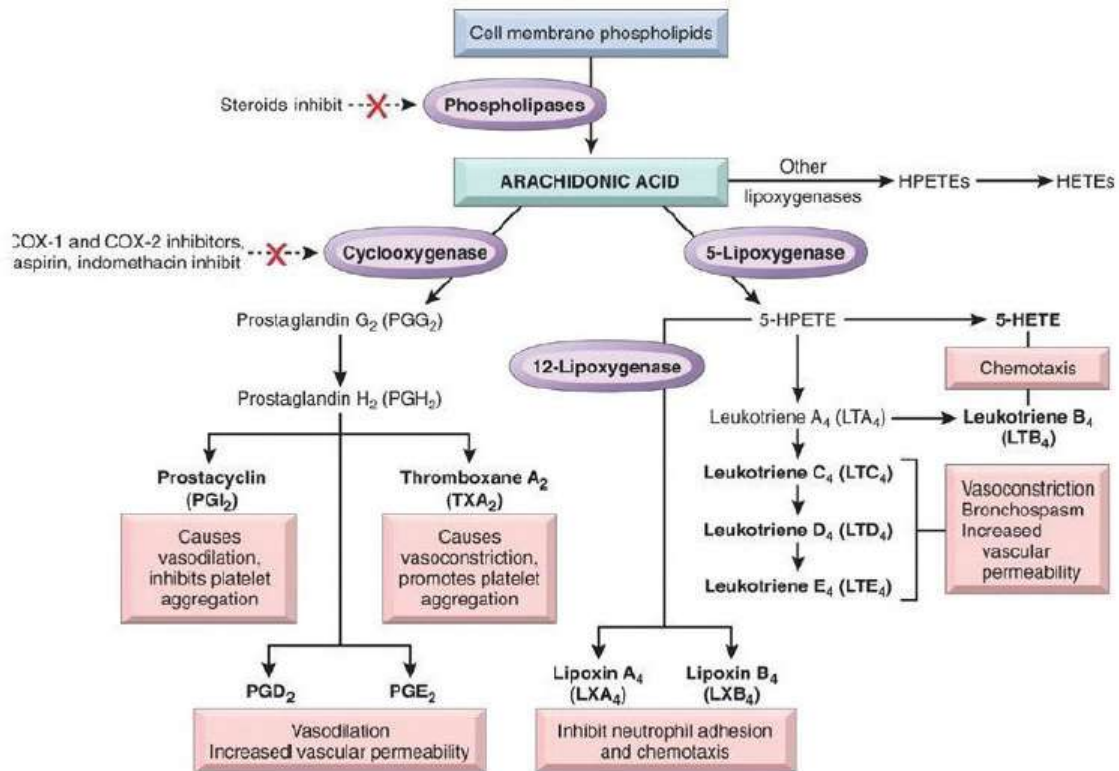 Cell membrane phospholipids
Steroids inhibit
Phospholipases
ARACHIDONIC ACID
Other
lipoxygenases
HPETEs
HETEs
COX-1 and COX-2 inhibitors,
aspirin, indomethacin inhibit
Cyclooxygenase
5-Lipoxygenase
Prostaglandin G₂ (PGG₂)
5-HPETE
5-HETE
12-Lipoxygenase
Chemotaxis
Prostaglandin H₂ (PGH₂)
Leukotriene A₄ (LTA₄)
Leukotriene B₄
(LTB₄)
Prostacyclin
(PGI₂)
Thromboxane A₂
(TXA₂)
Leukotriene C₄ (LTC₄)
Leukotriene D₄ (LTD₄)
Leukotriene E₄ (LTE₄)
Vasoconstriction
Bronchospasm
Increased
vascular
permeability
Causes
vasodilation,
inhibits platelet
aggregation
Causes
vasoconstriction,
promotes platelet
aggregation
PGD₂
PGE₂
Lipoxin A₄
(LXA₄)
Lipoxin B₄
(LXB₄)
Vasodilation
Increased vascular permeability
Inhibit neutrophil adhesion
and chemotaxis